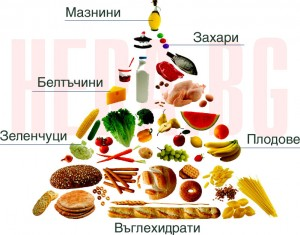 Мазнини
Захари
Белтъчини
Зеленчуци
Плодове
Въглехидрати